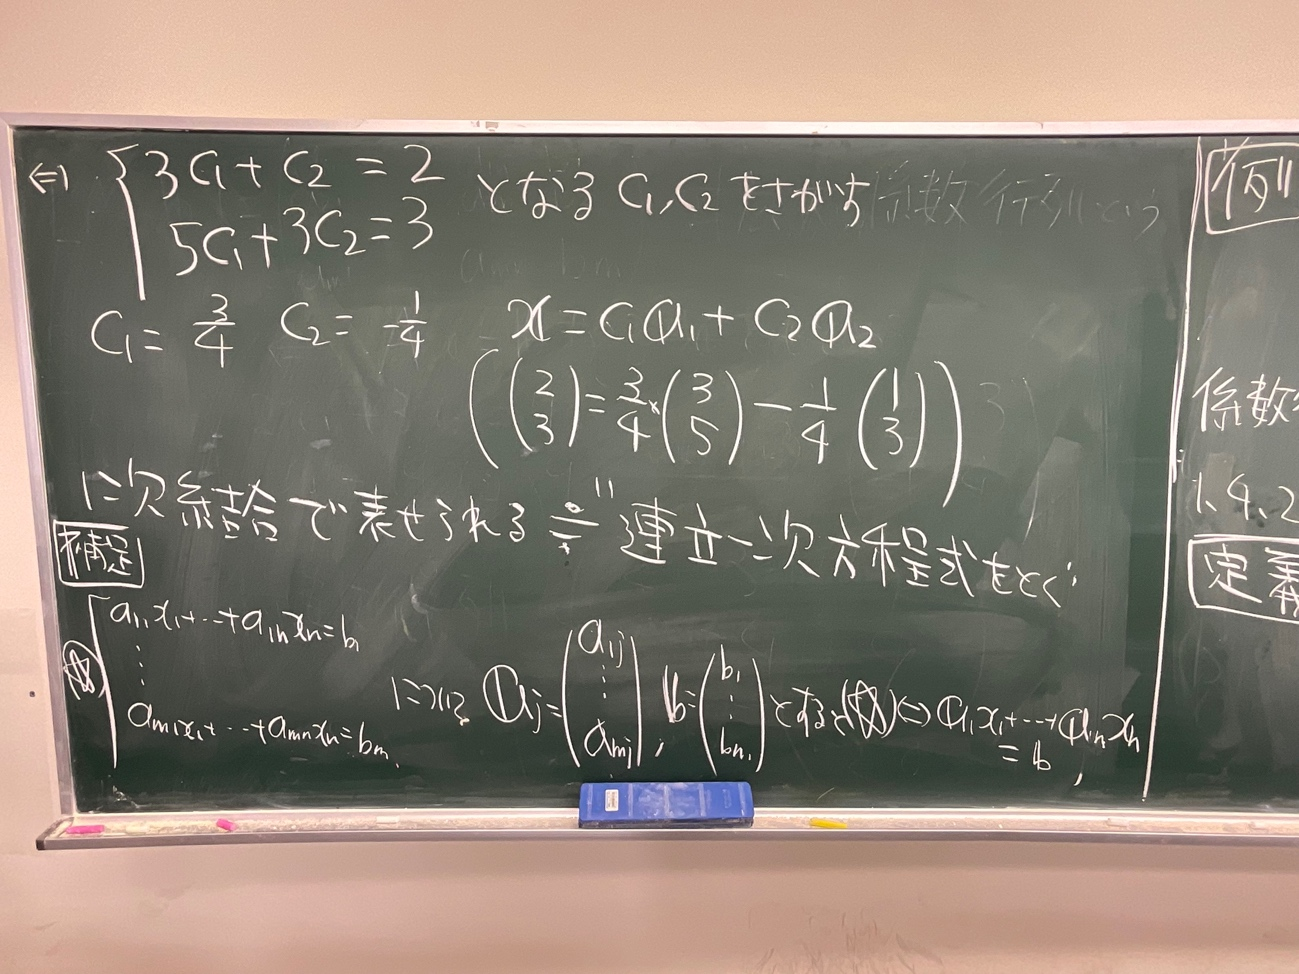 ⇔ { 3C₁ + C₂ = 2
5C₁ + 3C₂ = 3 となる C₁, C₂ をさがす
係数行列という
C₁ = 3/4 C₂ = -1/4 x = C₁a₁ + C₂a₂
( (2 3) = 3/4 (3 5) - 1/4 (1 3) )
に次結合で表せられる ≒ "連立一次方程式をとく"
補足
☆ { a₁₁x₁ + … + a₁ₙxₙ = b₁
⋮
aₘ₁x₁ + … + aₘₙxₙ = bₘ
について aⱼ = (a₁ⱼ ⋮ aₘⱼ), b = (b₁ ⋮ bₘ) とすると(☆) ⇔ a₁x₁ + … + aₙxₙ
= b
例
係数
1, 9, 2
定義